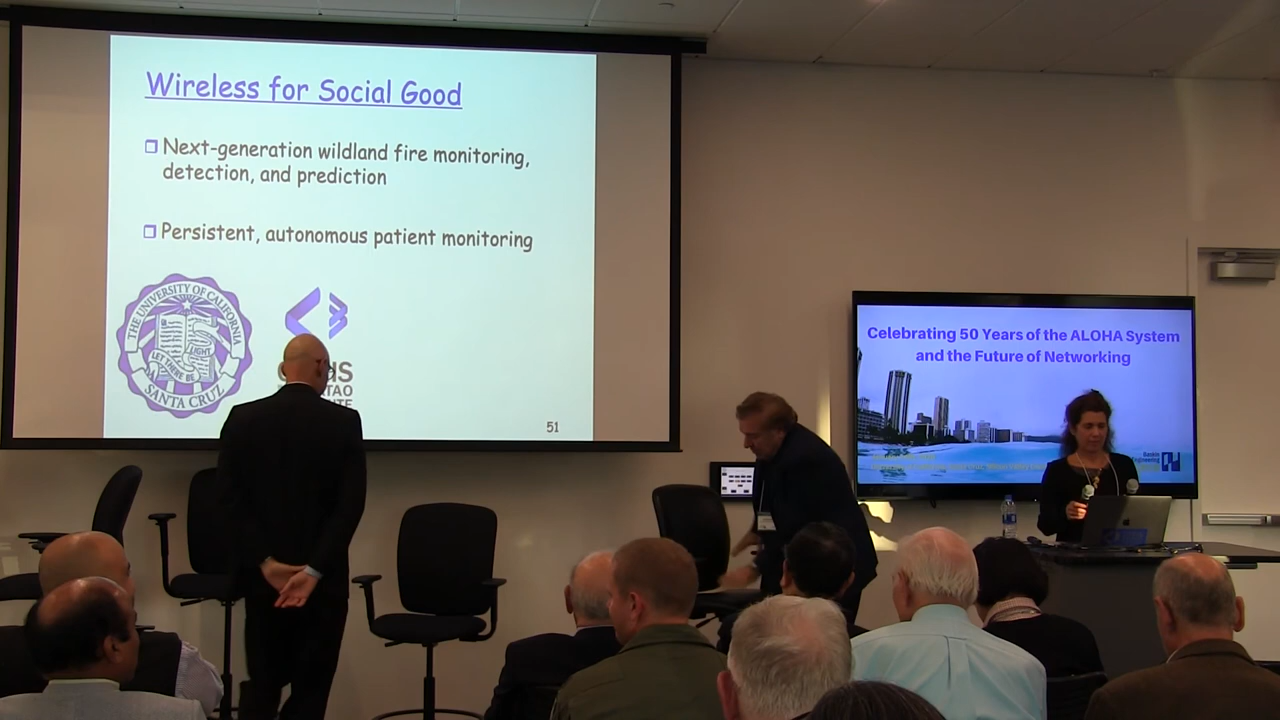 Wireless for Social Good
Next-generation wildland fire monitoring,
detection, and prediction
Persistent, autonomous patient monitoring
THE UNIVERSITY OF CALIFORNIA
LET THERE BE
LIGHT
SANTA CRUZ
51
Celebrating 50 Years of the ALOHA System
and the Future of Networking
Baskin
Engineering